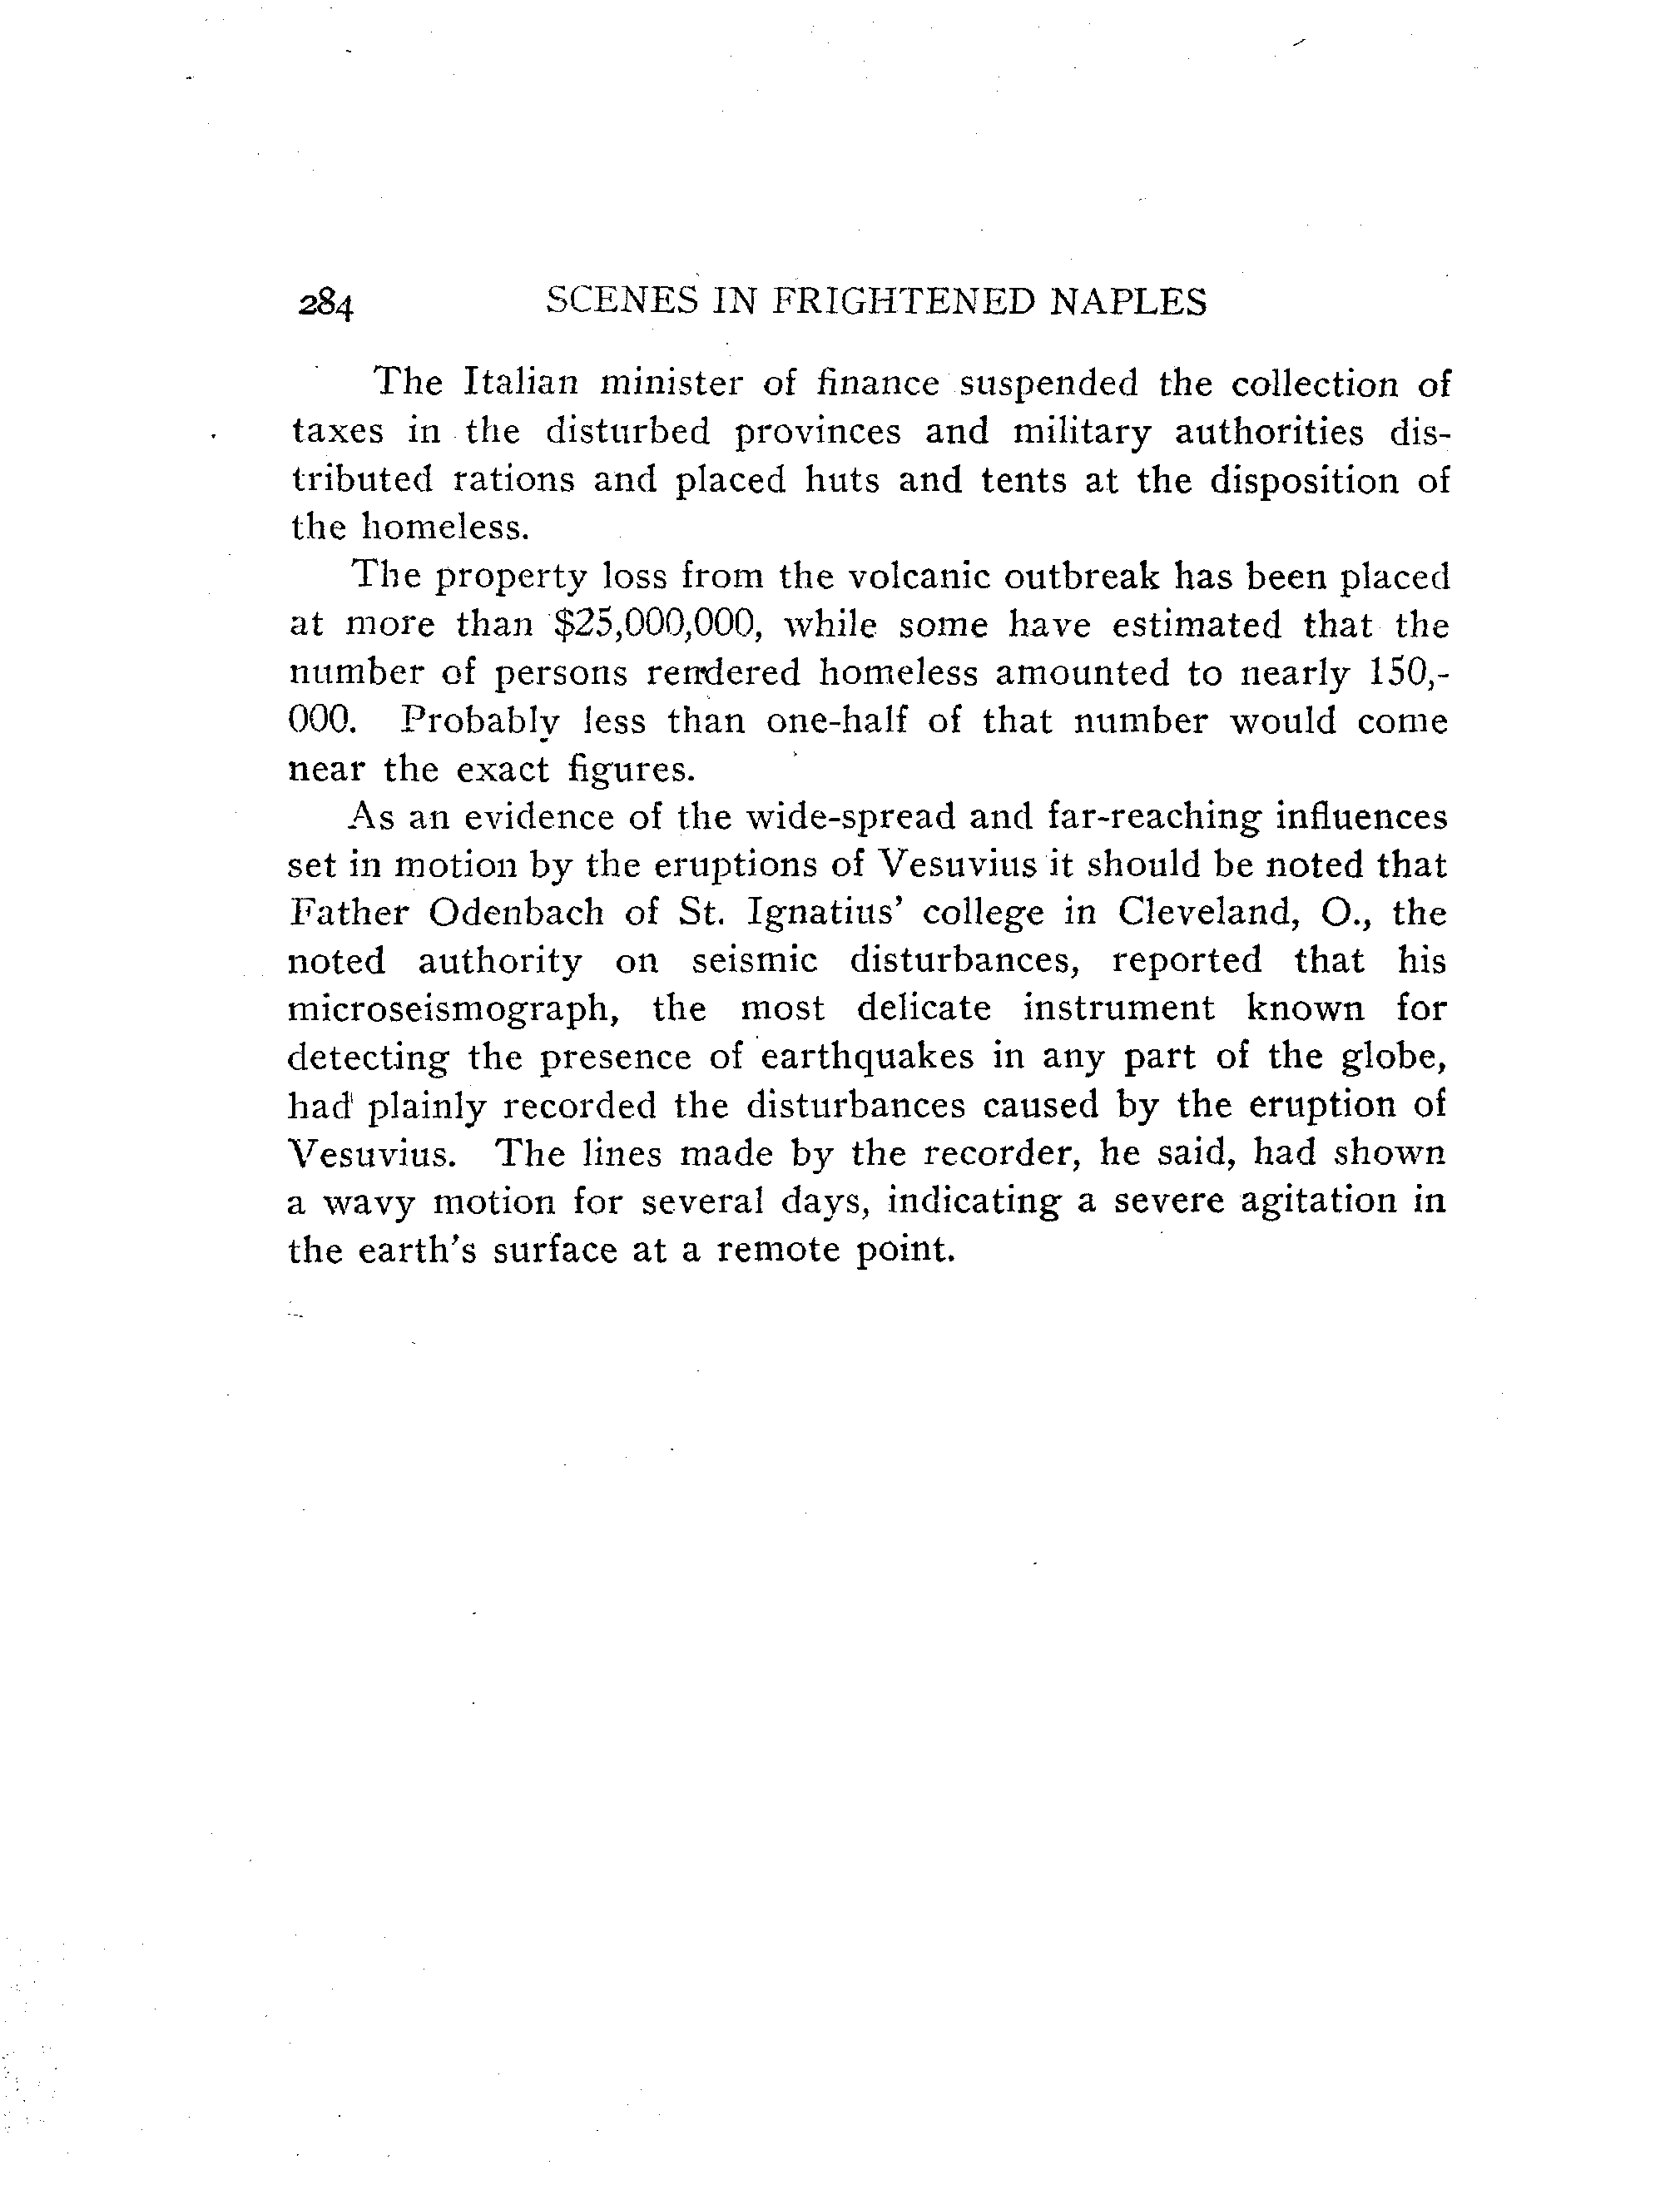 284 SCENES IN FRIGHTENED NAPLES
The Italian minister of finance suspended the collection of
taxes in the disturbed provinces and military authorities dis-
tributed rations and placed huts and tents at the disposition of
the homeless.
The property loss from the volcanic outbreak has been placed
at more than $25,000,000, while some have estimated that the
number of persons rendered homeless amounted to nearly 150,-
000. Probably less than one-half of that number would come
near the exact figures.
As an evidence of the wide-spread and far-reaching influences
set in motion by the eruptions of Vesuvius it should be noted that
Father Odenbach of St. Ignatius' college in Cleveland, O., the
noted authority on seismic disturbances, reported that his
microseismograph, the most delicate instrument known for
detecting the presence of earthquakes in any part of the globe,
had plainly recorded the disturbances caused by the eruption of
Vesuvius. The lines made by the recorder, he said, had shown
a wavy motion for several days, indicating a severe agitation in
the earth's surface at a remote point.